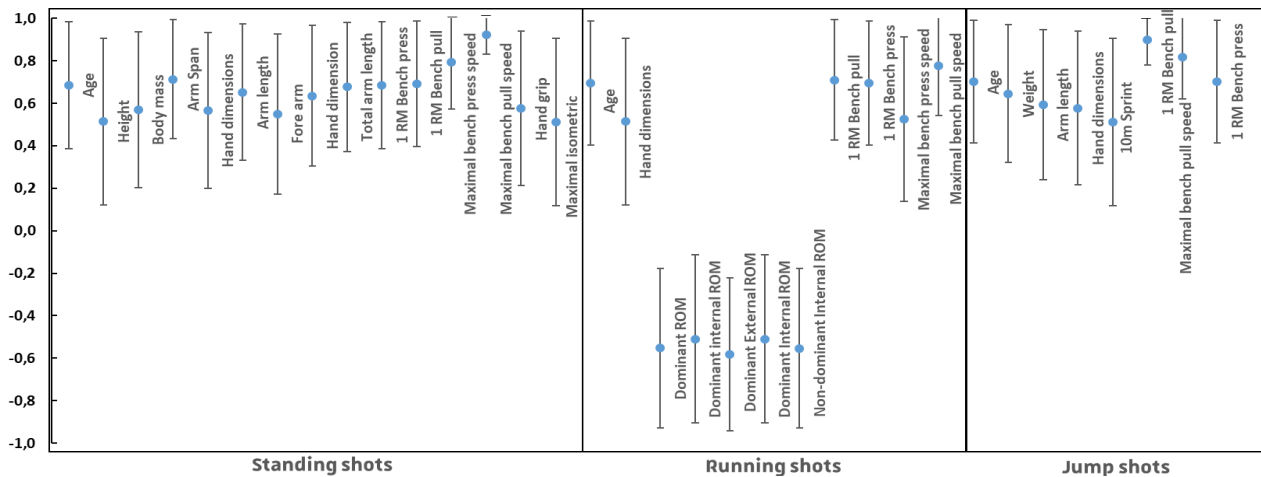 1,0
0,8
0,6
0,4
0,2
0,0
-0,2
-0,4
-0,6
-0,8
-1,0
Age
Height
Body mass
Arm Span
Hand dimensions
Arm length
Fore arm
Hand dimension
Total arm length
1 RM Bench press
1 RM Bench pull
Maximal bench press speed
Maximal bench pull speed
Hand grip
Maximal isometric
Standing shots
Age
Hand dimensions
Dominant ROM
Dominant internal ROM
Dominant External ROM
Dominant Internal ROM
Non-dominant Internal ROM
1 RM Bench pull
1 RM Bench press
Maximal bench press speed
Maximal bench pull speed
Running shots
Age
Weight
Arm length
Hand dimensions
10m Sprint
1 RM Bench pull
Maximal bench pull speed
1 RM Bench press
Jump shots